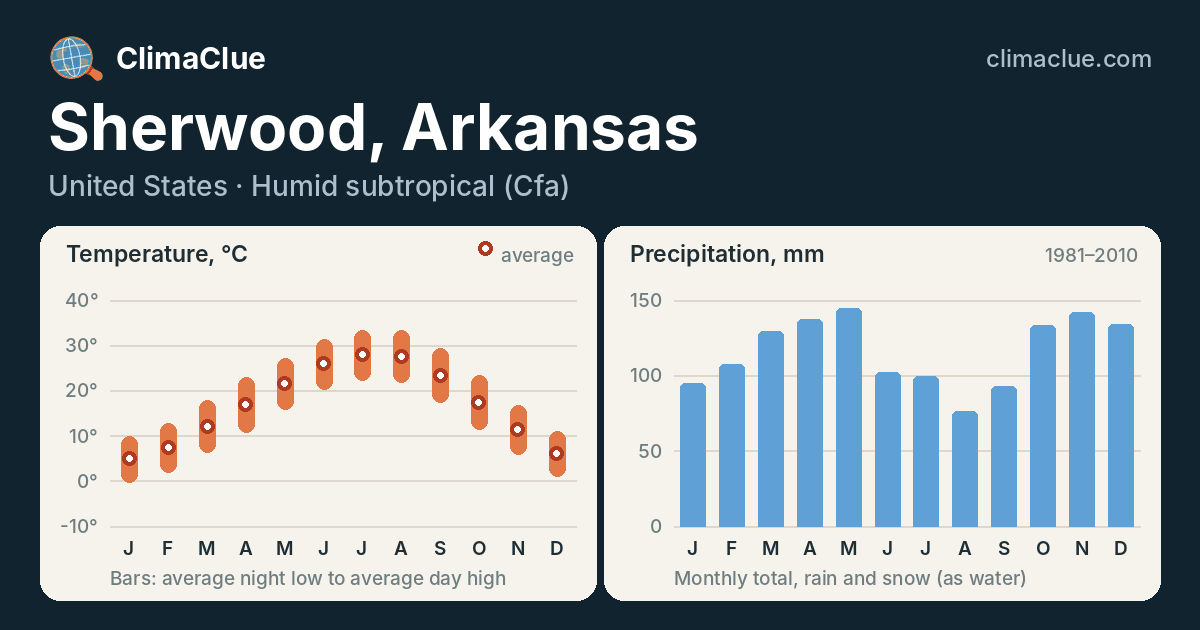 ClimaClue
climaclue.com
Sherwood, Arkansas
United States · Humid subtropical (Cfa)
Temperature, °C
average
40°
30°
20°
10°
0°
-10°
J F M A M J J A S O N D
Bars: average night low to average day high
Precipitation, mm
1981–2010
150
100
50
0
J F M A M J J A S O N D
Monthly total, rain and snow (as water)